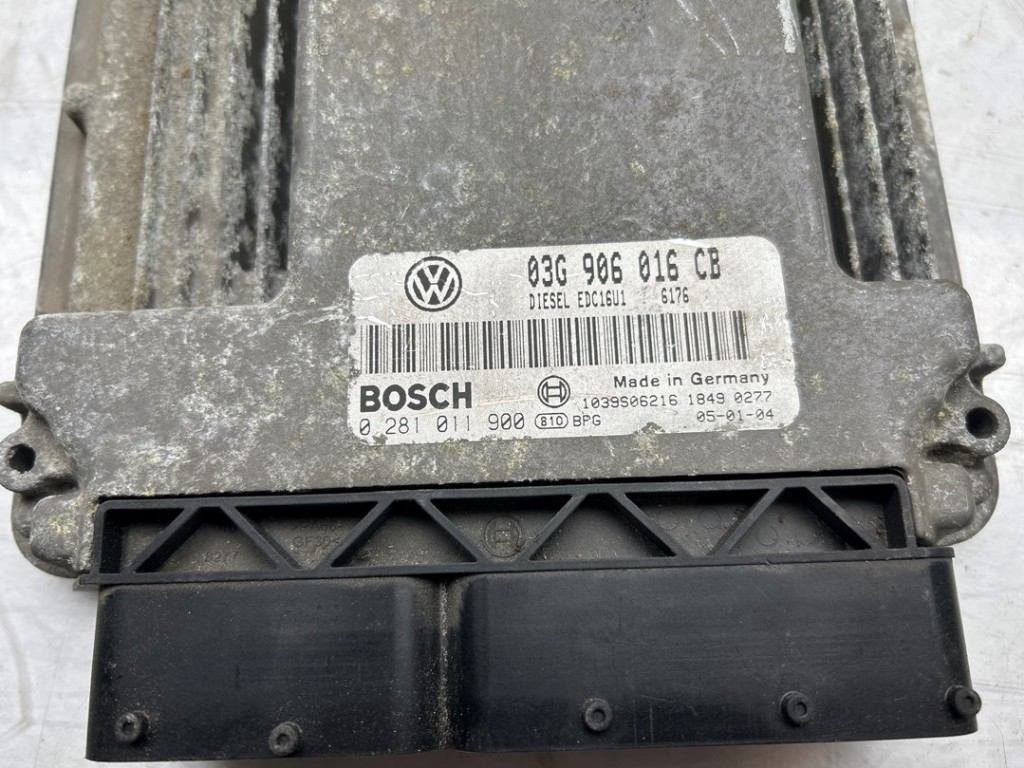 03G 906 016 CB
DIESEL EDC16U1 6176
BOSCH
Made in Germany
1039S06216 1849 0277
0 281 011 900 810 BPG 05-01-04